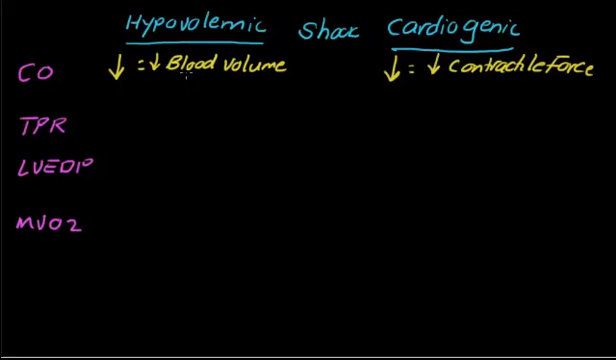 Hypovolemic Shock Cardiogenic
CO ↓ = ↓ Blood volume ↓ = ↓ Contractile Force
TPR
LVEDP
MVO2